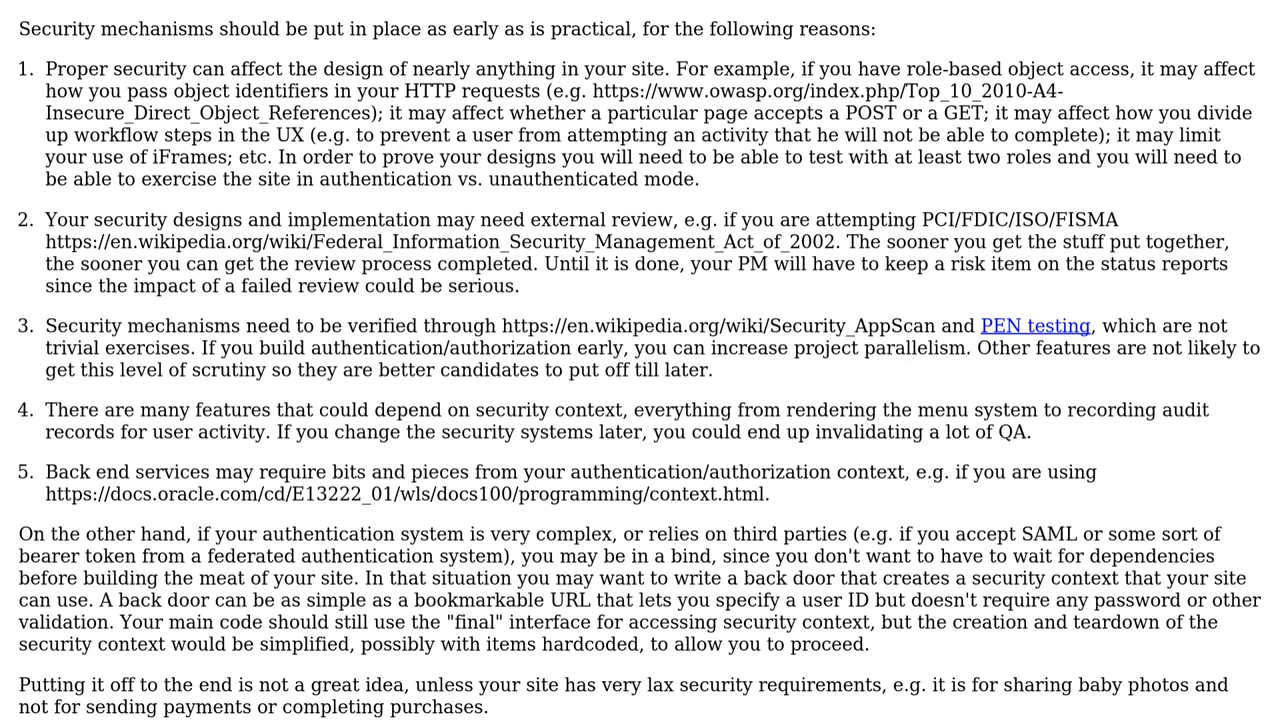 Security mechanisms should be put in place as early as is practical, for the following reasons:
1. Proper security can affect the design of nearly anything in your site. For example, if you have role-based object access, it may affect
how you pass object identifiers in your HTTP requests (e.g. https://www.owasp.org/index.php/Top_10_2010-A4-
Insecure_Direct_Object_References); it may affect whether a particular page accepts a POST or a GET; it may affect how you divide
up workflow steps in the UX (e.g. to prevent a user from attempting an activity that he will not be able to complete); it may limit
your use of iFrames; etc. In order to prove your designs you will need to be able to test with at least two roles and you will need to
be able to exercise the site in authentication vs. unauthenticated mode.
2. Your security designs and implementation may need external review, e.g. if you are attempting PCI/FDIC/ISO/FISMA
https://en.wikipedia.org/wiki/Federal_Information_Security_Management_Act_of_2002. The sooner you get the stuff put together,
the sooner you can get the review process completed. Until it is done, your PM will have to keep a risk item on the status reports
since the impact of a failed review could be serious.
3. Security mechanisms need to be verified through https://en.wikipedia.org/wiki/Security_AppScan and PEN testing, which are not
trivial exercises. If you build authentication/authorization early, you can increase project parallelism. Other features are not likely to
get this level of scrutiny so they are better candidates to put off till later.
4. There are many features that could depend on security context, everything from rendering the menu system to recording audit
records for user activity. If you change the security systems later, you could end up invalidating a lot of QA.
5. Back end services may require bits and pieces from your authentication/authorization context, e.g. if you are using
https://docs.oracle.com/cd/E13222_01/wls/docs100/programming/context.html.
On the other hand, if your authentication system is very complex, or relies on third parties (e.g. if you accept SAML or some sort of
bearer token from a federated authentication system), you may be in a bind, since you don't want to have to wait for dependencies
before building the meat of your site. In that situation you may want to write a back door that creates a security context that your site
can use. A back door can be as simple as a bookmarkable URL that lets you specify a user ID but doesn't require any password or other
validation. Your main code should still use the "final" interface for accessing security context, but the creation and teardown of the
security context would be simplified, possibly with items hardcoded, to allow you to proceed.
Putting it off to the end is not a great idea, unless your site has very lax security requirements, e.g. it is for sharing baby photos and
not for sending payments or completing purchases.